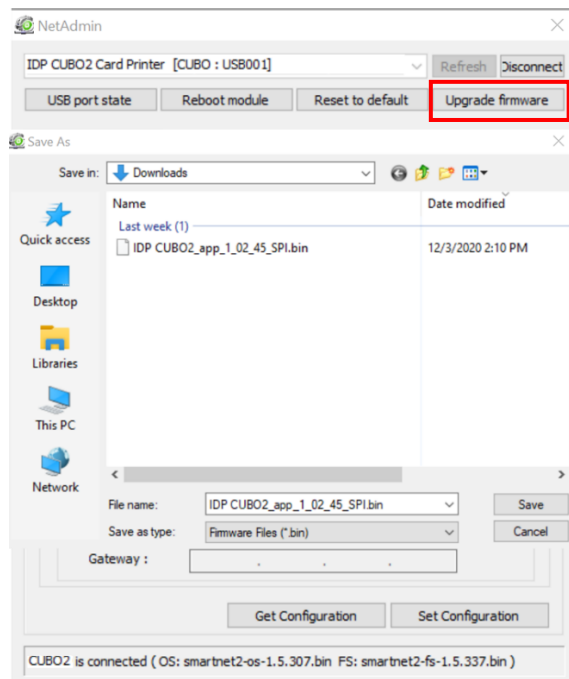 NetAdmin
IDP CUBO2 Card Printer [CUBO : USB001] Refresh Disconnect
USB port state Reboot module Reset to default Upgrade firmware
Save As
Save in: Downloads
Name Date modified
Last week (1)
IDP CUBO2_app_1_02_45_SPI.bin 12/3/2020 2:10 PM
Quick access
Desktop
Libraries
This PC
Network
File name: IDP CUBO2_app_1_02_45_SPI.bin Save
Save as type: Firmware Files (*.bin) Cancel
Gateway : . . .
Get Configuration Set Configuration
CUBO2 is connected ( OS: smartnet2-os-1.5.307.bin FS: smartnet2-fs-1.5.337.bin )